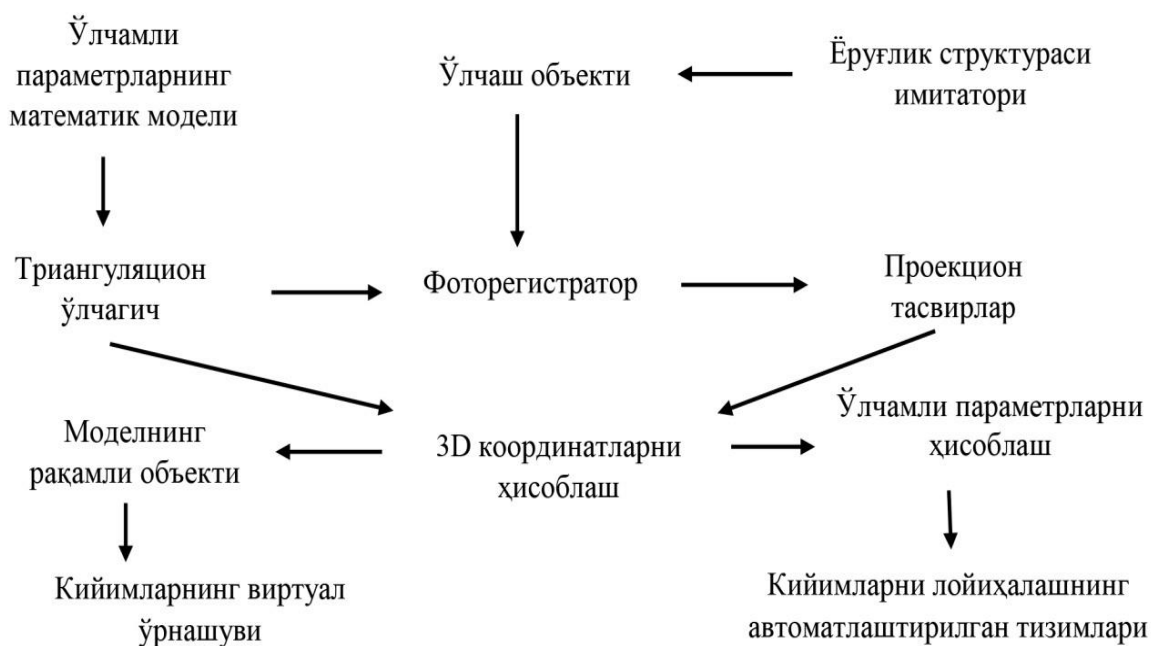 Ўлчамли
параметрларнинг
математик модели
Ўлчаш объекти
Ёруғлик структураси
имитатори
Триангуляцион
ўлчагич
Фоторегистратор
Проекцион
тасвирлар
Моделнинг
рақамли объекти
3D координатларни
ҳисоблаш
Ўлчамли параметрларни
ҳисоблаш
Кийимларнинг виртуал
ўрнашуви
Кийимларни лойиҳалашнинг
автоматлаштирилган тизимлари